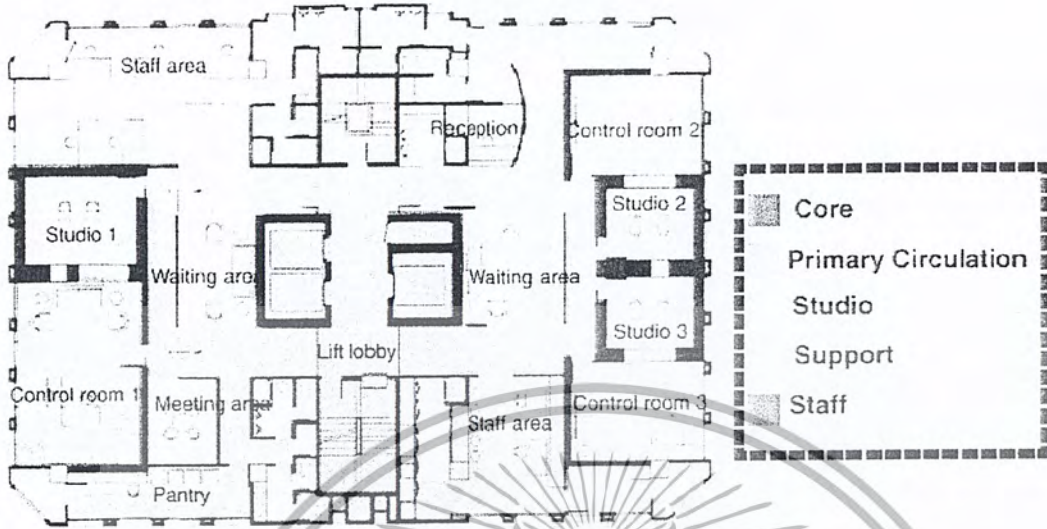 Staff area
Reception
Control room 2
Studio 1
Studio 2
Waiting area
Waiting area
Studio 3
Lift lobby
Control room 1
Meeting area
Staff area
Control room 3
Pantry
Core
Primary Circulation
Studio
Support
Staff